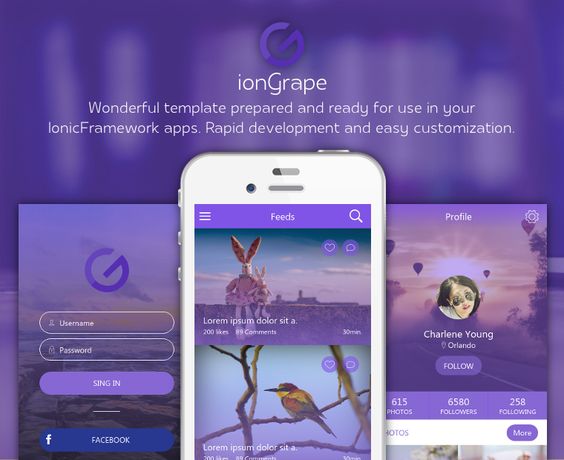 ionGrape
Wonderful template prepared and ready for use in your
IonicFramework apps. Rapid development and easy customization.
Username
Password
SING IN
FACEBOOK
Feeds
Lorem ipsum dolor sit a.
200 likes 89 Comments 30min.
Lorem ipsum dolor sit a.
200 likes 89 Comments 30min.
Profile
Charlene Young
Orlando
FOLLOW
615 6580 258
PHOTOS FOLLOWERS FOLLOWING
PHOTOS More